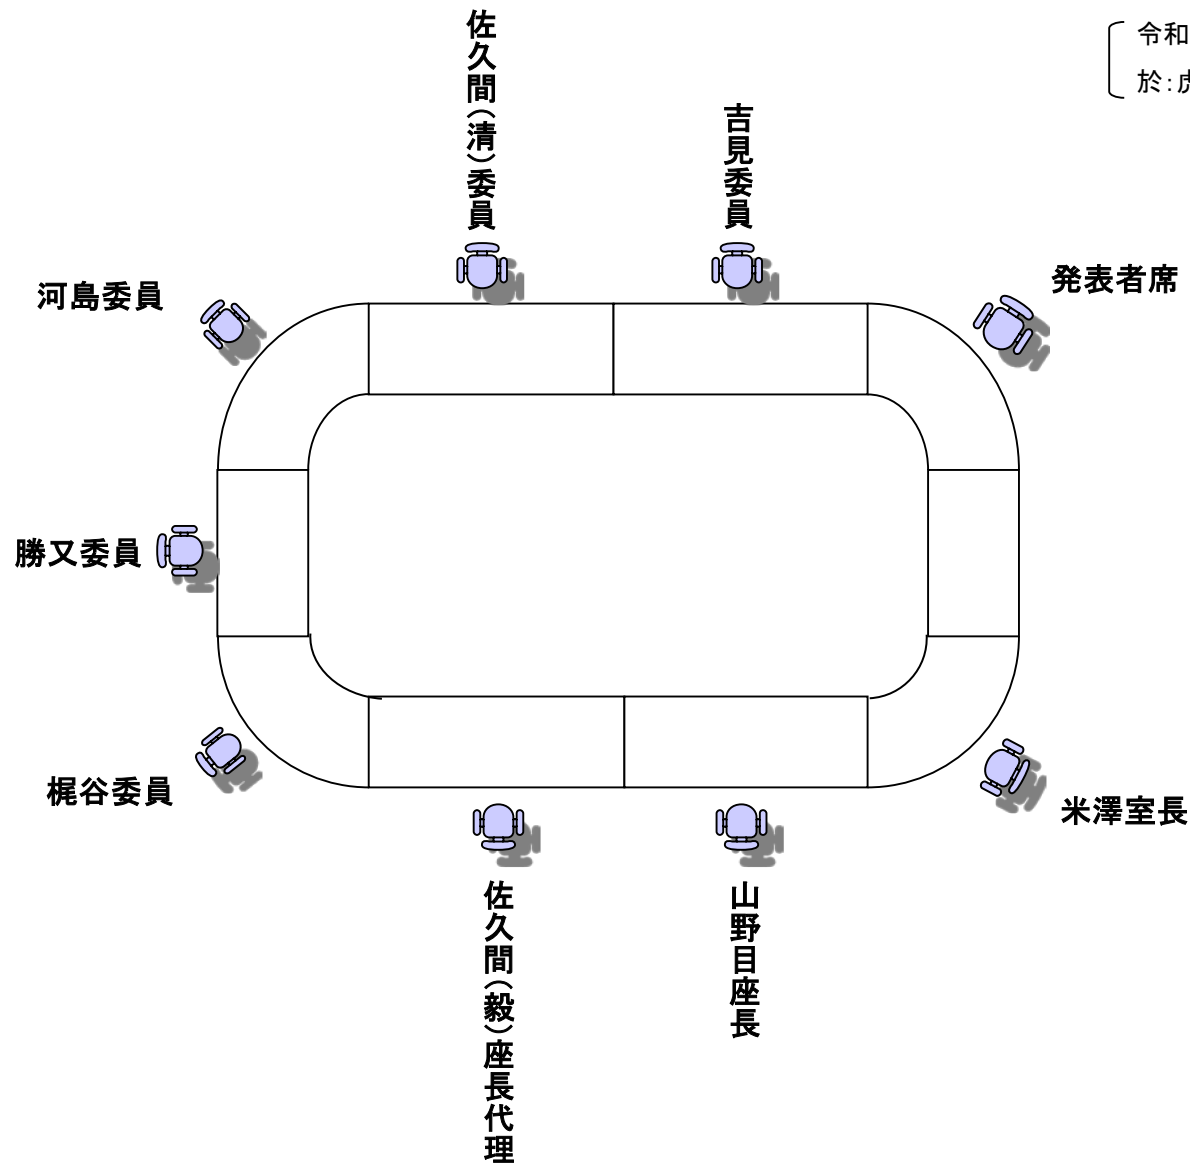 令和
於:
佐久間(清)委員
吉見委員
発表者席
河島委員
勝又委員
梶谷委員
米澤室長
佐久間(毅)座長代理
山野目座長